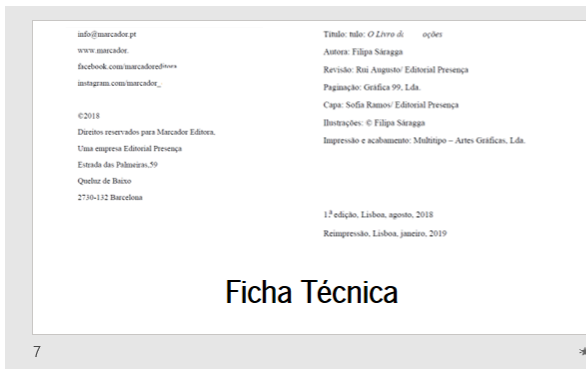 info@marcador.pt
www.marcador.
facebook.com/marcadoreditora
instagram.com/marcador_
©2018
Direitos reservados para Marcador Editora,
Uma empresa Editorial Presença
Estrada das Palmeiras,59
Queluz de Baixo
2730-132 Barcelona
Título: tulo: O Livro d oções
Autora: Filipa Sáragga
Revisão: Rui Augusto/ Editorial Presença
Paginação: Gráfica 99, Lda.
Capa: Sofia Ramos/ Editorial Presença
Ilustrações: © Filipa Sáragga
Impressão e acabamento: Multitipo – Artes Gráficas, Lda.
1.ª edição, Lisboa, agosto, 2018
Reimpressão, Lisboa, janeiro, 2019
Ficha Técnica
7